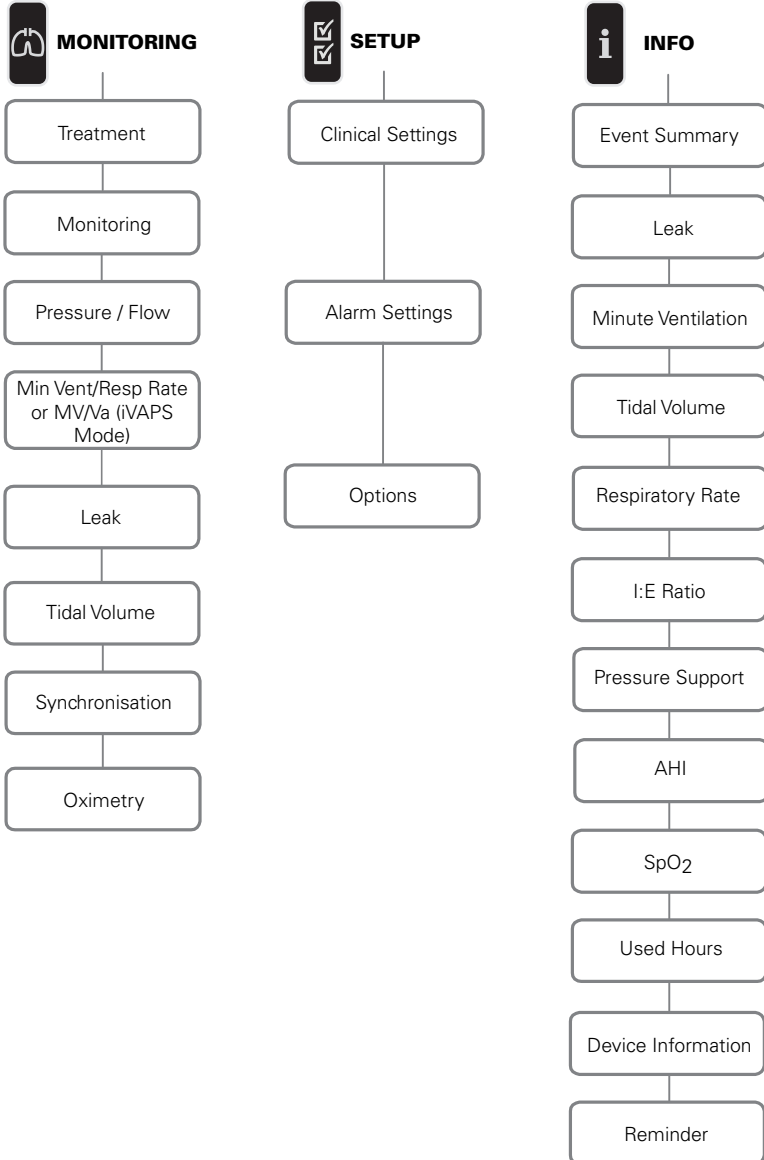 MONITORING
Treatment
Monitoring
Pressure / Flow
Min Vent/Resp Rate
or MV/Va (iVAPS
Mode)
Leak
Tidal Volume
Synchronisation
Oximetry
SETUP
Clinical Settings
Alarm Settings
Options
i INFO
Event Summary
Leak
Minute Ventilation
Tidal Volume
Respiratory Rate
I:E Ratio
Pressure Support
AHI
SpO2
Used Hours
Device Information
Reminder